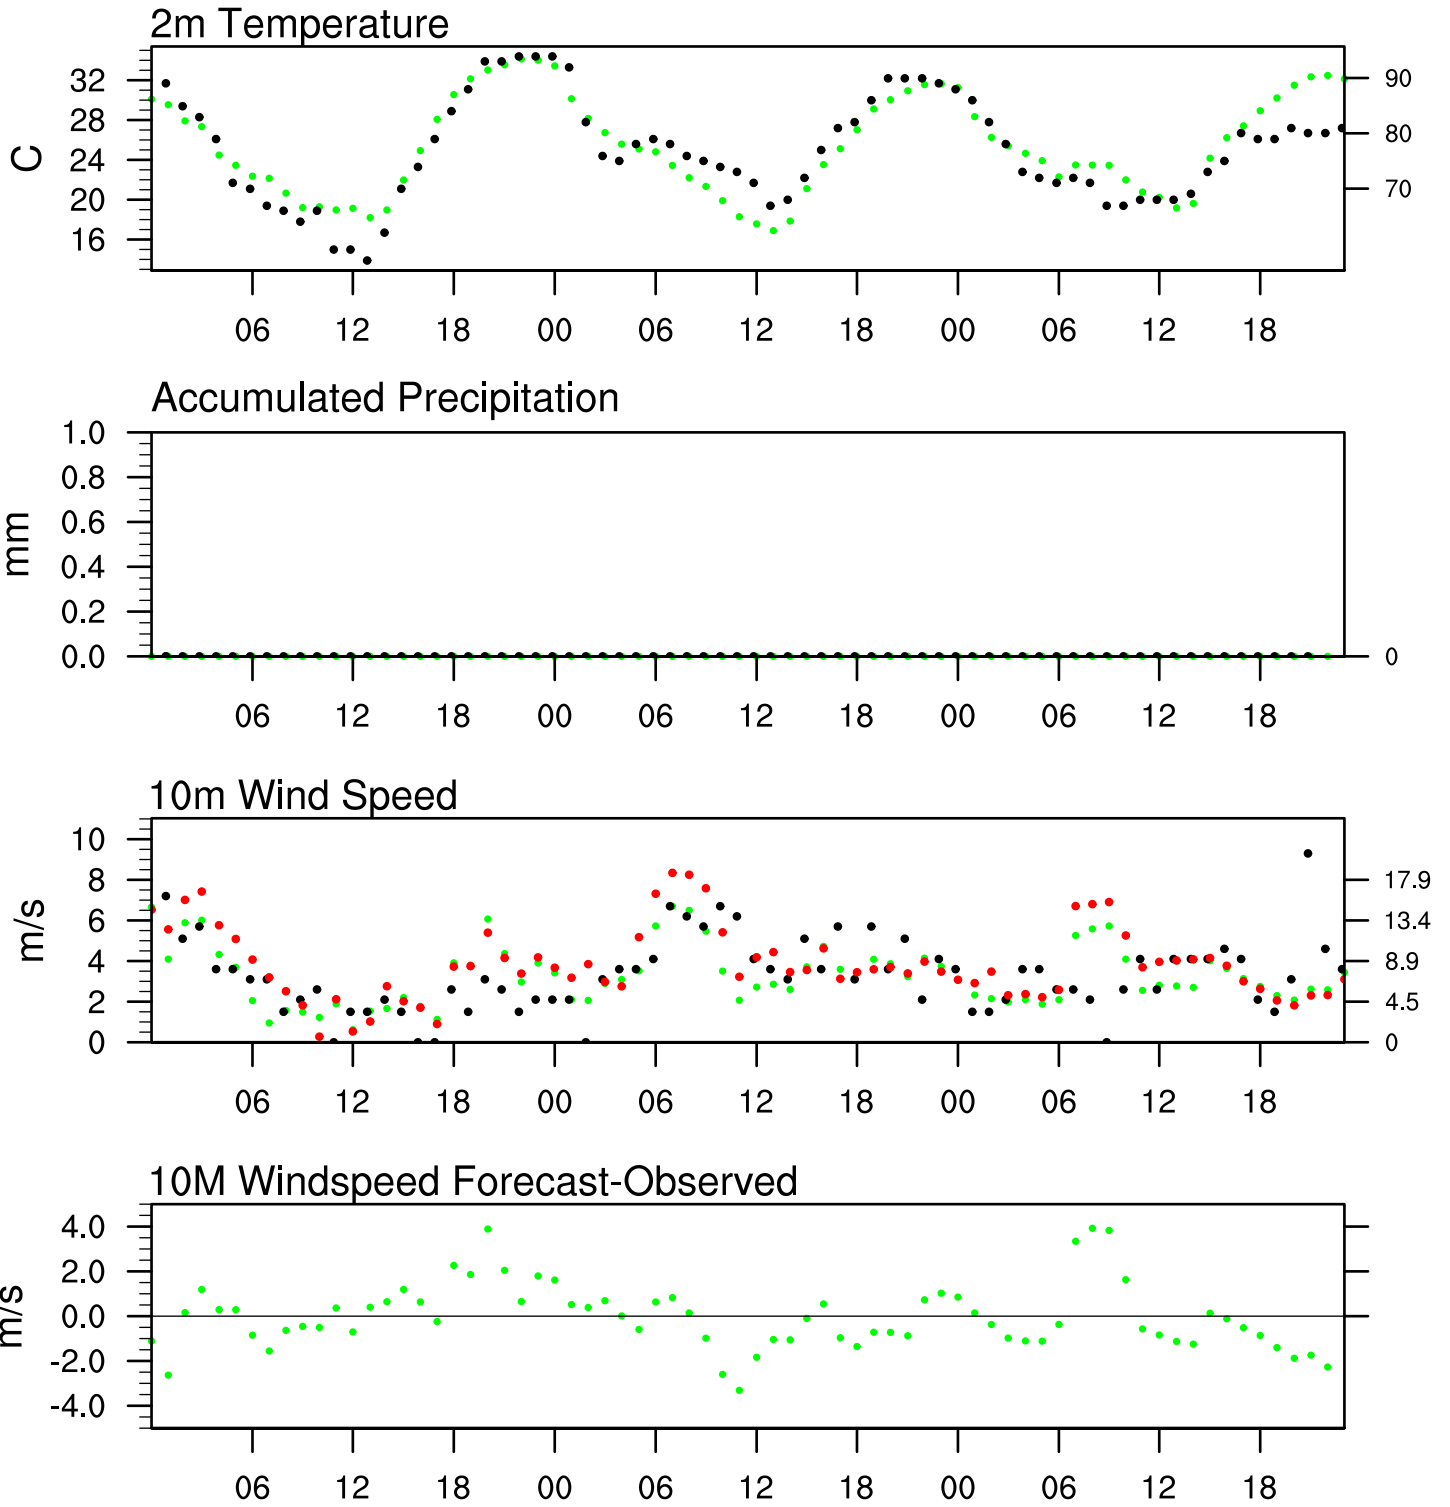 2m Temperature
C
32
28
24
20
16
90
80
70
06 12 18 00 06 12 18 00 06 12 18
Accumulated Precipitation
mm
1.0
0.8
0.6
0.4
0.2
0.0
0
06 12 18 00 06 12 18 00 06 12 18
10m Wind Speed
m/s
10
8
6
4
2
0
17.9
13.4
8.9
4.5
0
06 12 18 00 06 12 18 00 06 12 18
10M Windspeed Forecast-Observed
m/s
4.0
2.0
0.0
-2.0
-4.0
06 12 18 00 06 12 18 00 06 12 18